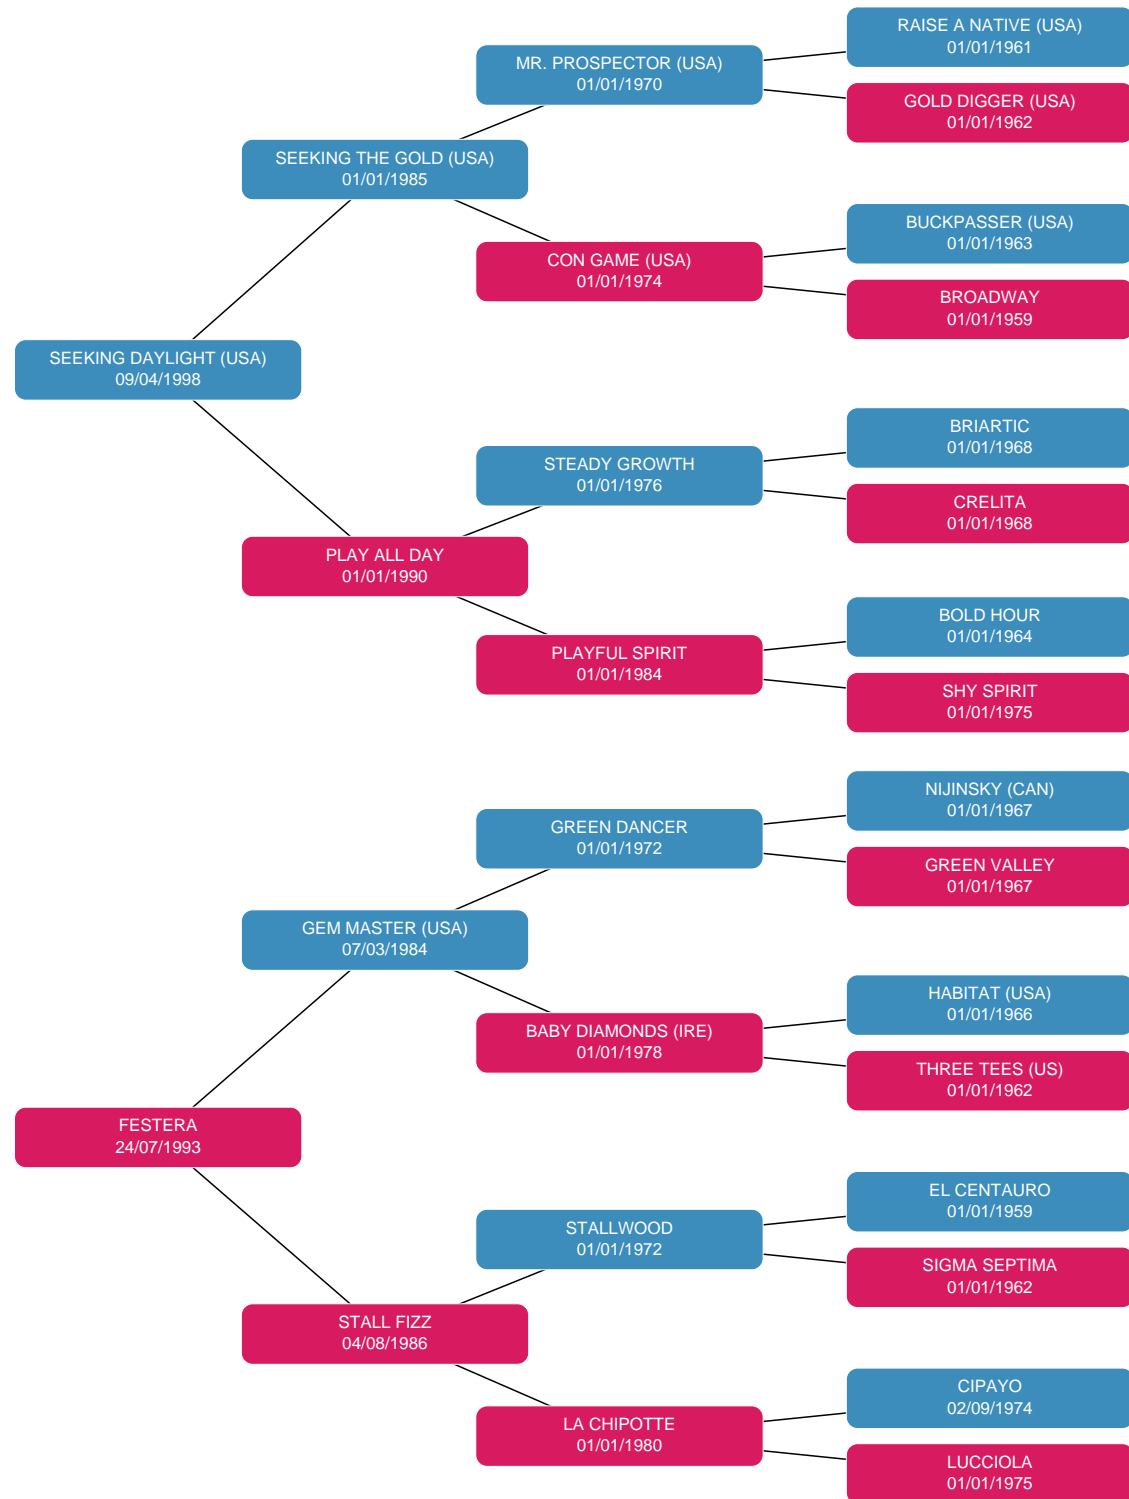 RAISE A NATIVE (USA)
01/01/1961
MR. PROSPECTOR (USA)
01/01/1970
GOLD DIGGER (USA)
01/01/1962
SEEKING THE GOLD (USA)
01/01/1985
BUCKPASSER (USA)
01/01/1963
CON GAME (USA)
01/01/1974
BROADWAY
01/01/1959
SEEKING DAYLIGHT (USA)
09/04/1998
BRIARTIC
01/01/1968
STEADY GROWTH
01/01/1976
CRELITA
01/01/1968
PLAY ALL DAY
01/01/1990
BOLD HOUR
01/01/1964
PLAYFUL SPIRIT
01/01/1984
SHY SPIRIT
01/01/1975
NIJINSKY (CAN)
01/01/1967
GREEN DANCER
01/01/1972
GREEN VALLEY
01/01/1967
GEM MASTER (USA)
07/03/1984
HABITAT (USA)
01/01/1966
BABY DIAMONDS (IRE)
01/01/1978
THREE TEES (US)
01/01/1962
FESTERA
24/07/1993
EL CENTAURO
01/01/1959
STALLWOOD
01/01/1972
SIGMA SEPTIMA
01/01/1962
STALL FIZZ
04/08/1986
CIPAYO
02/09/1974
LA CHIPOTTE
01/01/1980
LUCCIOLA
01/01/1975